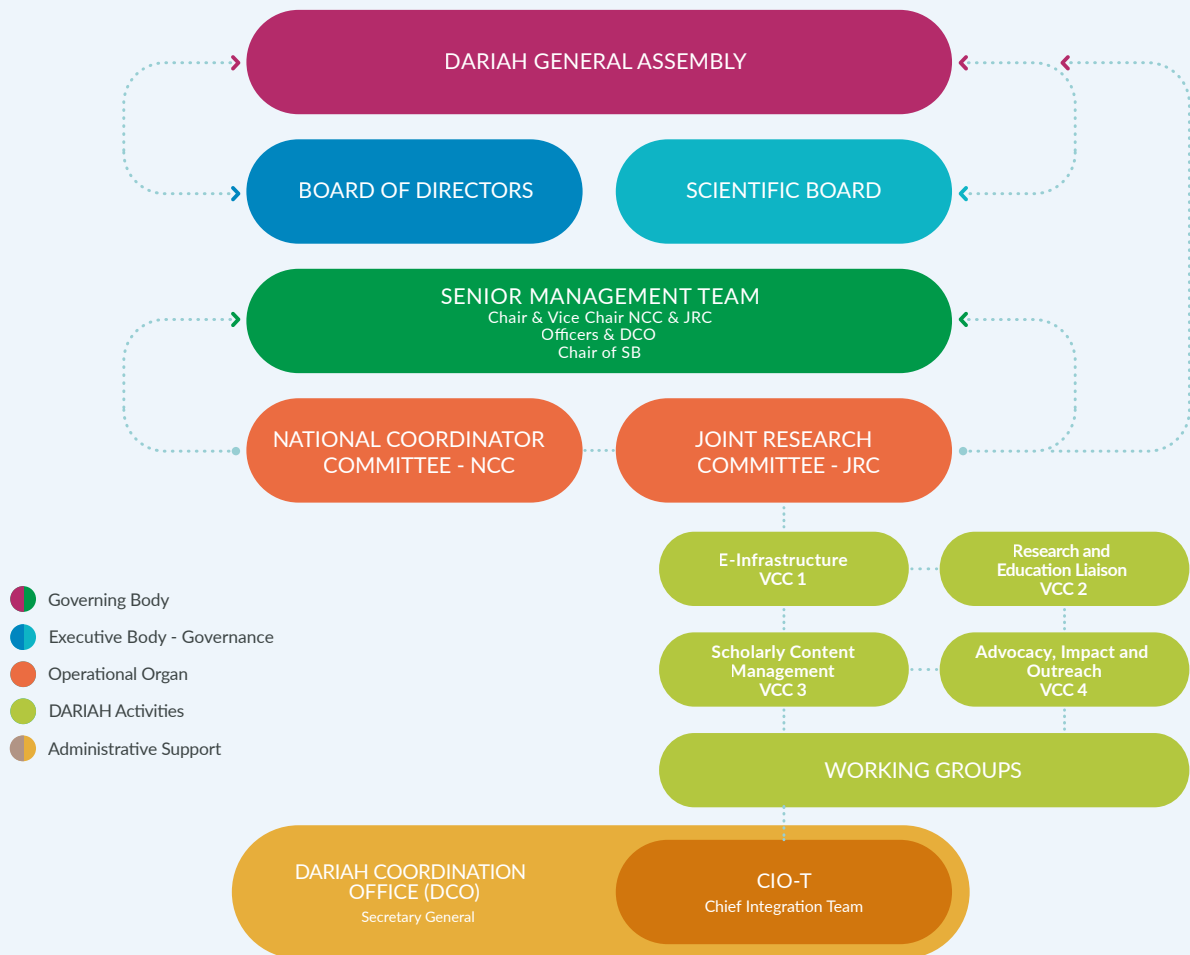 DARIAH GENERAL ASSEMBLY
BOARD OF DIRECTORS
SCIENTIFIC BOARD
SENIOR MANAGEMENT TEAM
Chair & Vice Chair NCC & JRC
Officers & DCO
Chair of SB
NATIONAL COORDINATOR
COMMITTEE - NCC
JOINT RESEARCH
COMMITTEE - JRC
E-Infrastructure
VCC 1
Research and
Education Liaison
VCC 2
Scholarly Content
Management
VCC 3
Advocacy, Impact and
Outreach
VCC 4
WORKING GROUPS
Governing Body
Executive Body - Governance
Operational Organ
DARIAH Activities
Administrative Support
DARIAH COORDINATION
OFFICE (DCO)
Secretary General
CIO-T
Chief Integration Team